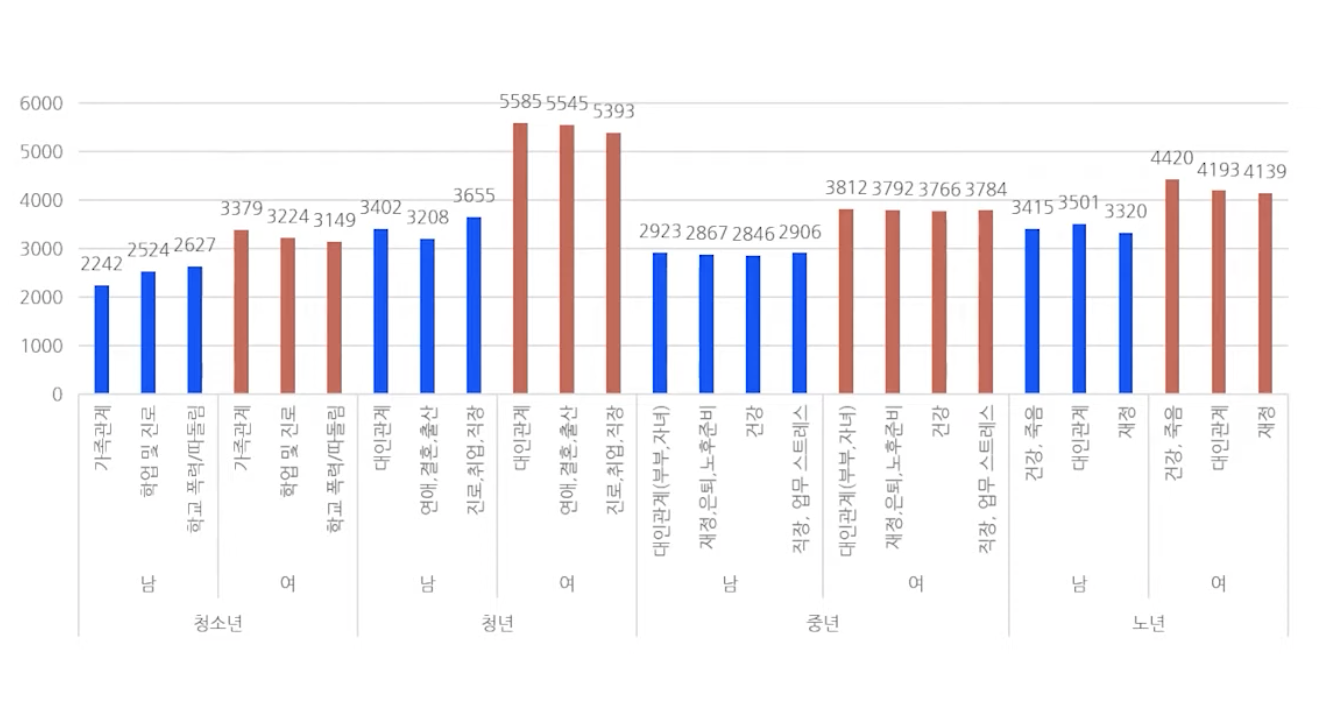 6000
5000
4000
3000
2000
1000
0
2242 2524 2627 3379 3224 3149 3402 3208 3655 5585 5545 5393 2923 2867 2846 2906 3812 3792 3766 3784 3415 3501 3320 4420 4193 4139
가족관계
학업 및 진로
학교 폭력/따돌림
가족관계
학업 및 진로
학교 폭력/따돌림
대인관계
연애,결혼,출산
진로,취업,직장
대인관계
연애,결혼,출산
진로,취업,직장
대인관계(부부,자녀)
재정,은퇴,노후준비
건강
직장, 업무 스트레스
대인관계(부부,자녀)
재정,은퇴,노후준비
건강
직장, 업무 스트레스
건강, 죽음
대인관계
재정
건강, 죽음
대인관계
재정
남 여 남 여 남 여 남 여
청소년 청년 중년 노년